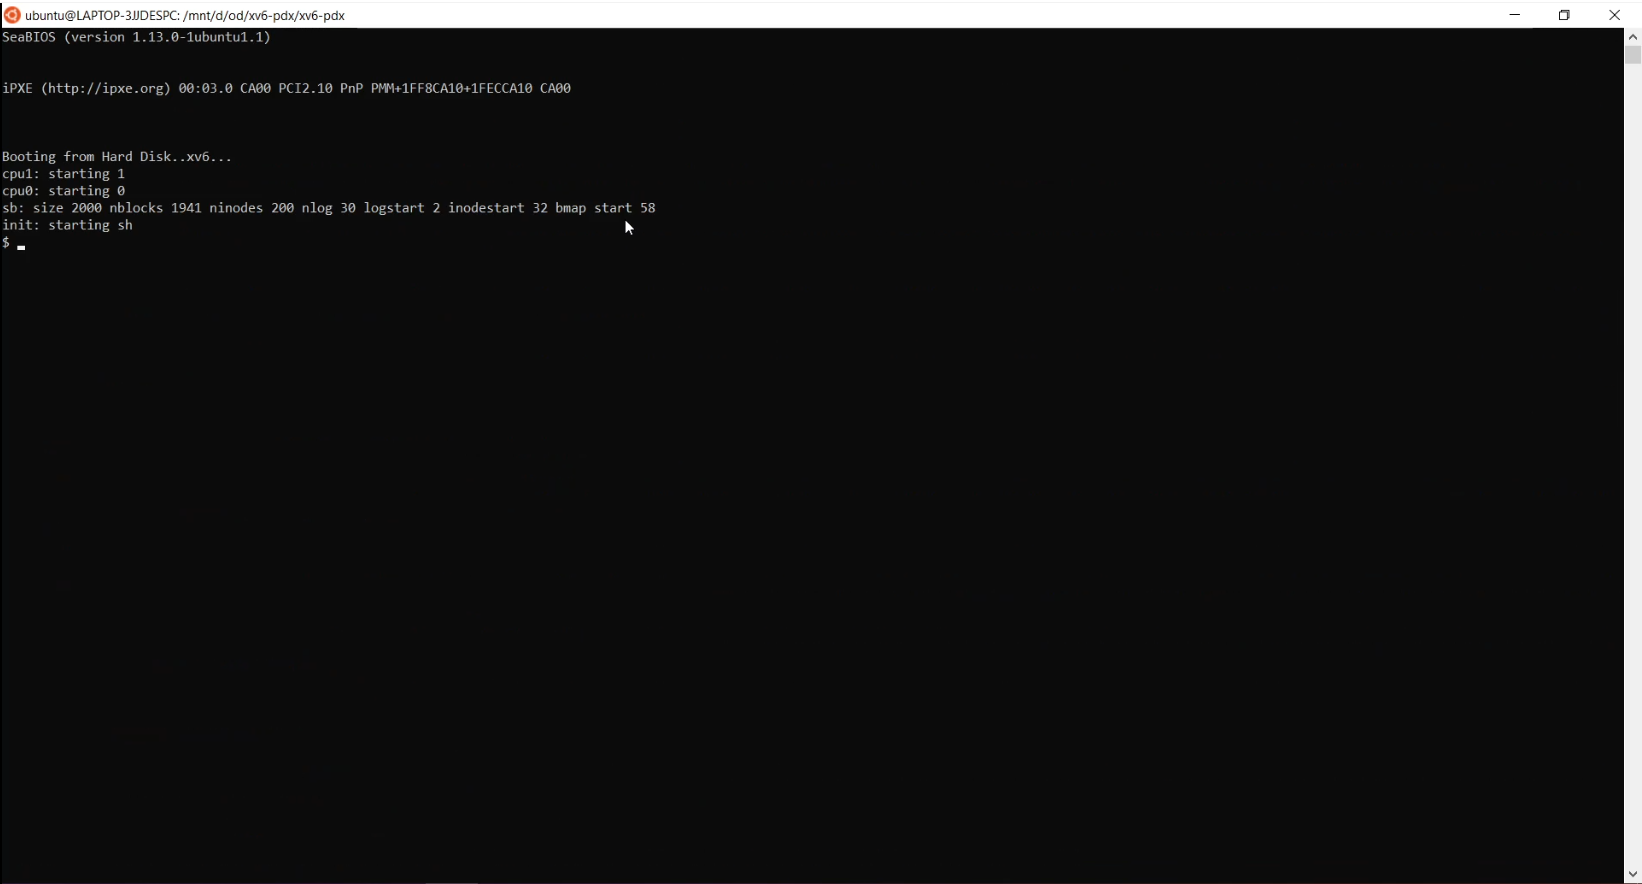 ubuntu@LAPTOP-3JJDESPC: /mnt/d/od/xv6-pdx/xv6-pdx
SeaBIOS (version 1.13.0-1ubuntu1.1)
iPXE (http://ipxe.org) 00:03.0 CA00 PCI2.10 PnP PMM+1FF8CA10+1FECCA10 CA00
Booting from Hard Disk..xv6...
cpu1: starting 1
cpu0: starting 0
sb: size 2000 nblocks 1941 ninodes 200 nlog 30 logstart 2 inodestart 32 bmap start 58
init: starting sh
$